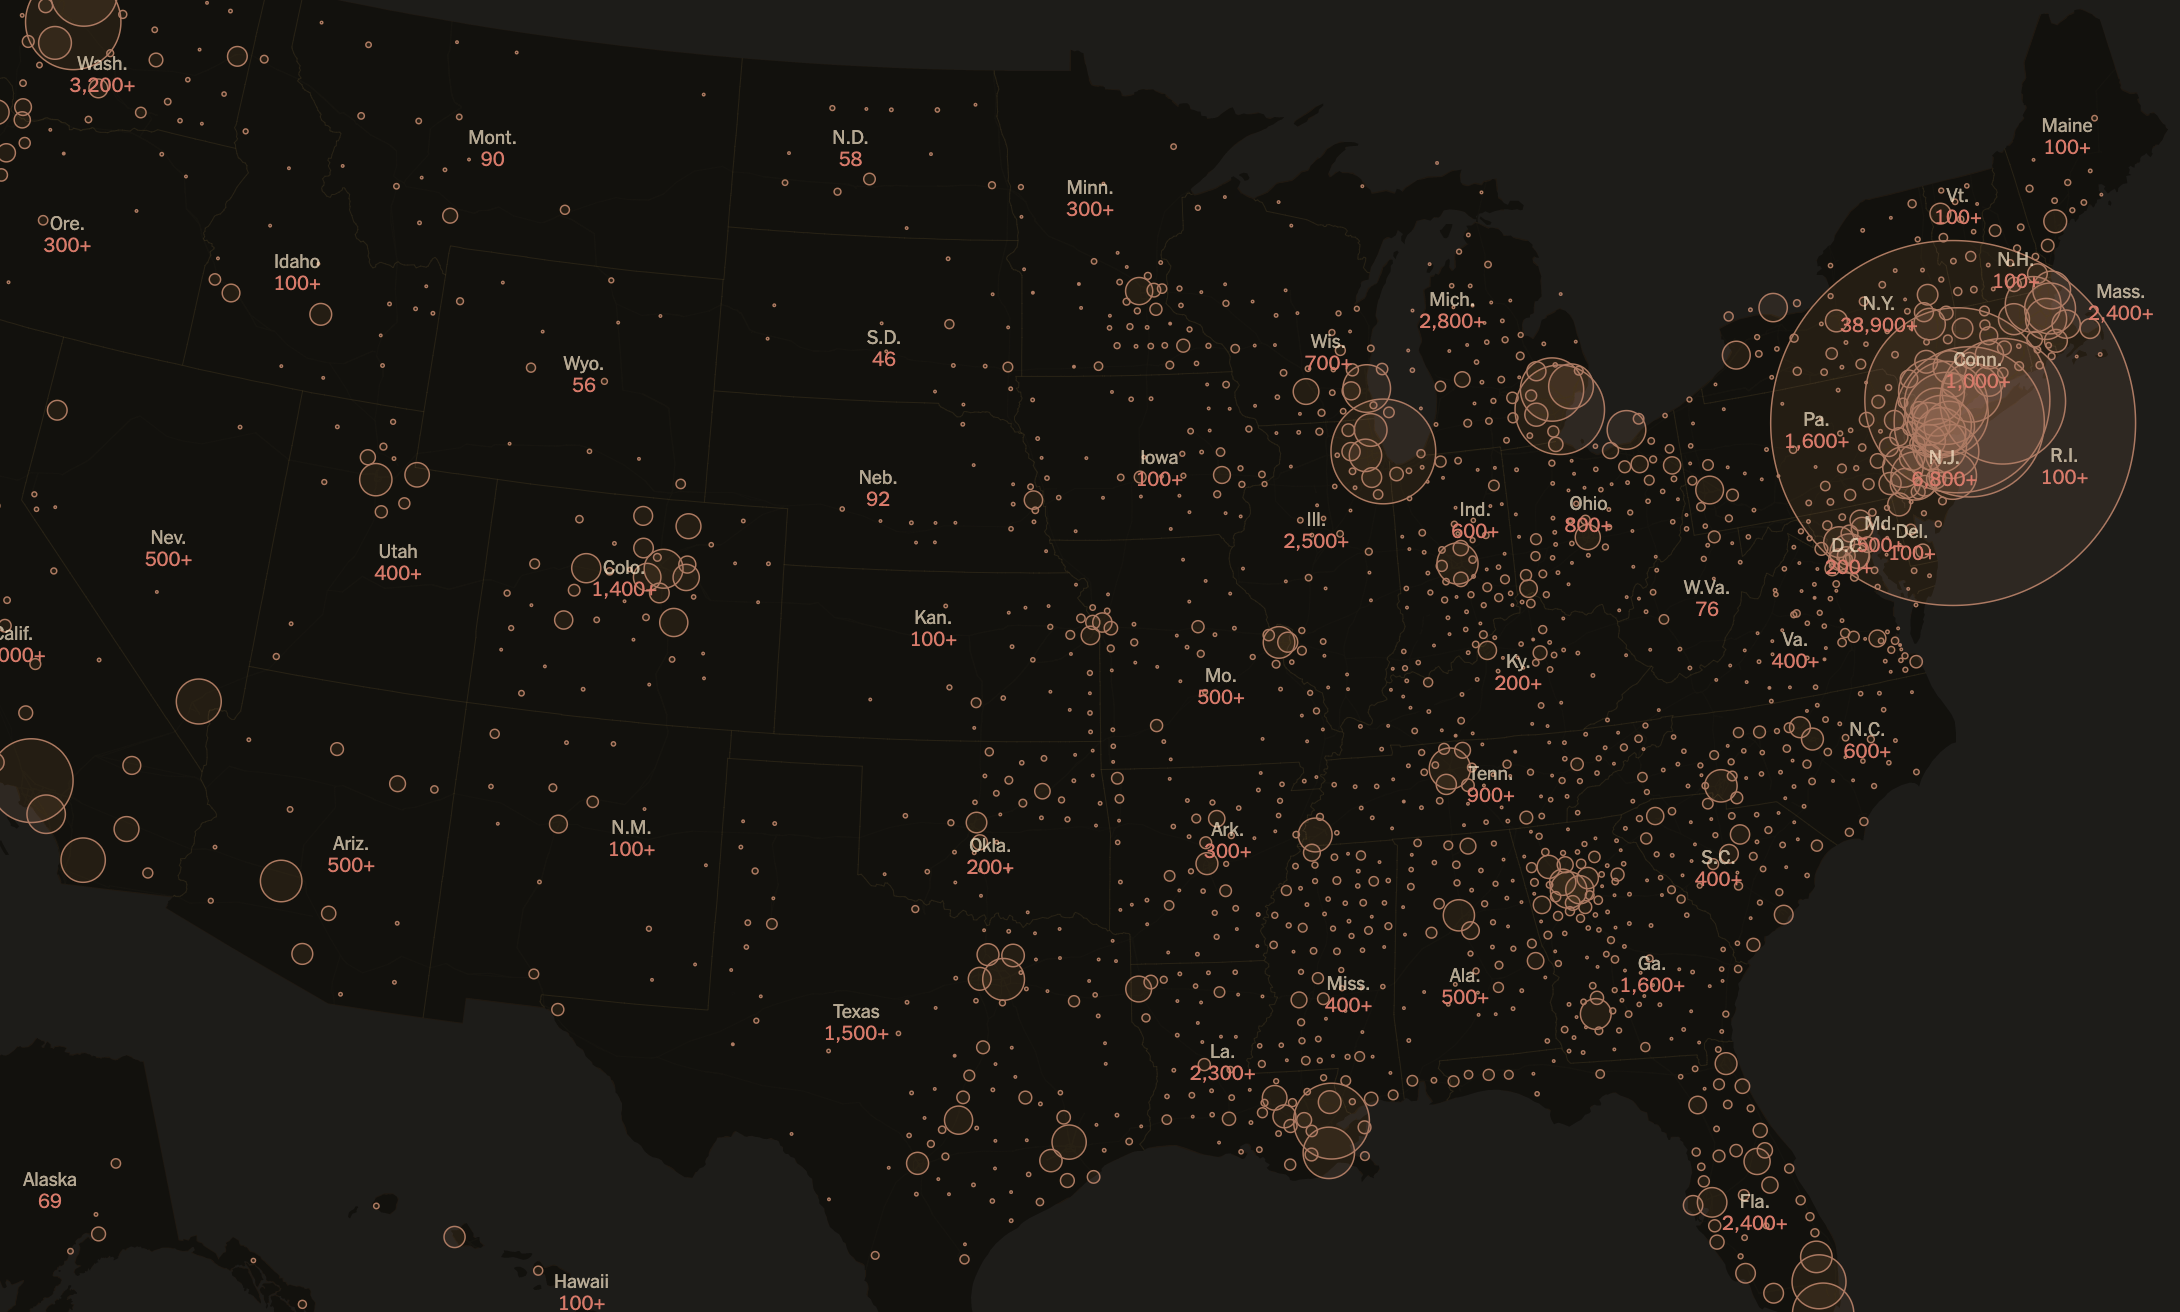 Wash.
3,200+
Mont.
90
N.D.
58
Minn.
300+
Maine
100+
Ore.
300+
Idaho
100+
Vt.
100+
N.H.
100+
Mass.
2,400+
Mich.
2,800+
N.Y.
38,900+
Wis.
700+
S.D.
46
Wyo.
56
Conn.
1,000+
Pa.
1,600+
R.I.
100+
N.J.
6,800+
Iowa
100+
Neb.
92
Ill.
2,500+
Ind.
600+
Ohio
800+
Md.
500+
Del.
100+
D.C.
200+
Nev.
500+
Utah
400+
Colo.
1,400+
W.Va.
76
Kan.
100+
Calif.
000+
Va.
400+
Ky.
200+
Mo.
500+
N.C.
600+
Tenn.
900+
Ariz.
500+
N.M.
100+
Okla.
200+
Ark.
300+
S.C.
400+
Ga.
1,600+
Ala.
500+
Miss.
400+
Texas
1,500+
La.
2,300+
Alaska
69
Fla.
2,400+
Hawaii
100+